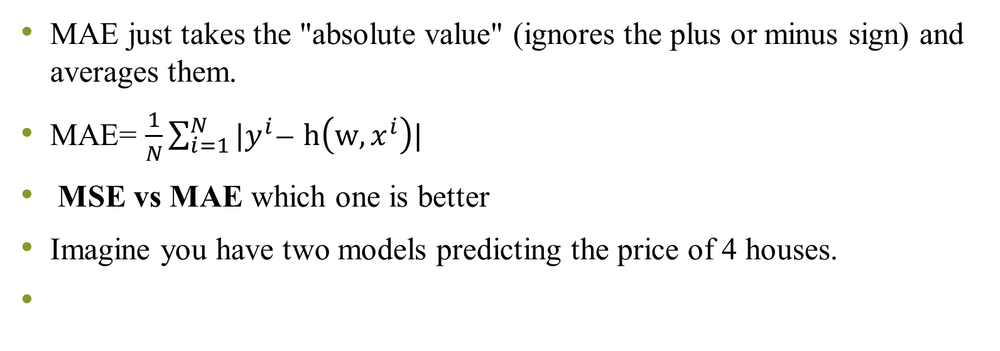 • MAE just takes the "absolute value" (ignores the plus or minus sign) and
averages them.
• MAE= \frac{1}{N} \sum_{i=1}^{N} |y^i – h(w, x^i)|
• MSE vs MAE which one is better
• Imagine you have two models predicting the price of 4 houses.
•